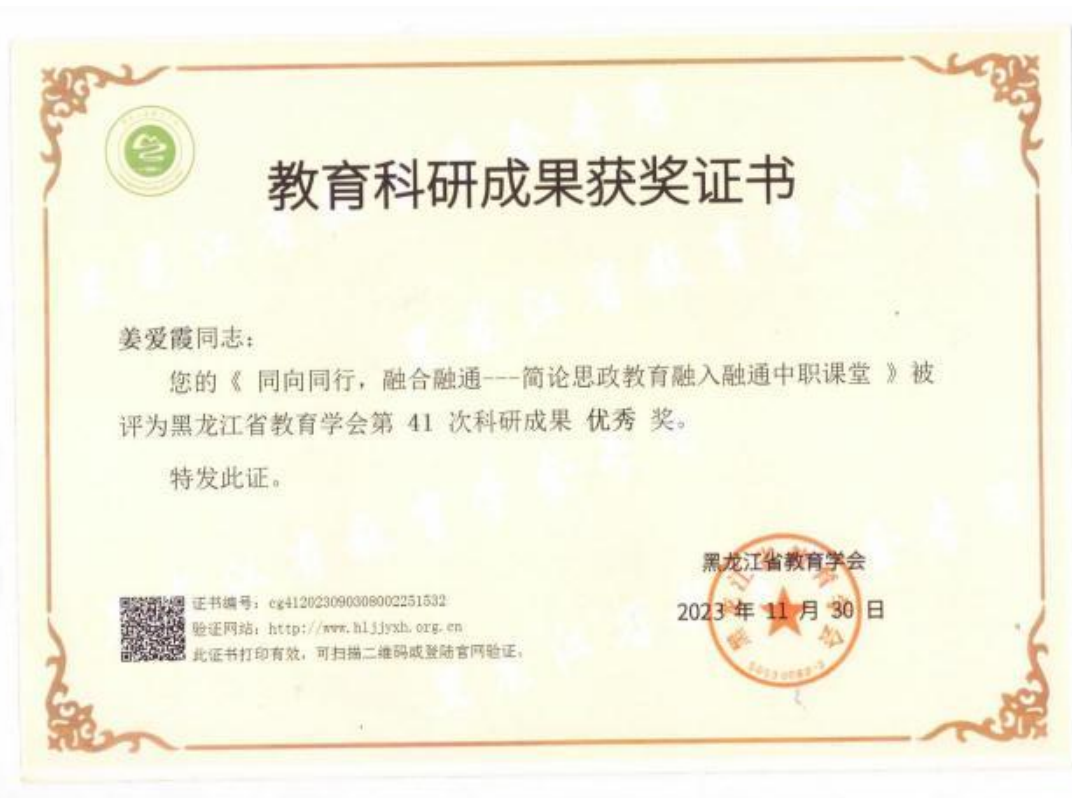 教育科研成果获奖证书
姜爱霞同志：
您的《 同向同行，融合融通---简论思政教育融入融通中职课堂 》被
评为黑龙江省教育学会第 41 次科研成果 优秀 奖。
特发此证。
黑龙江省教育学会
2023 年 11 月 30 日
证书编号：cg412023090308002251532
验证网站：http://www.hljjyxh.org.cn
此证书打印有效，可扫描二维码或登陆官网验证。